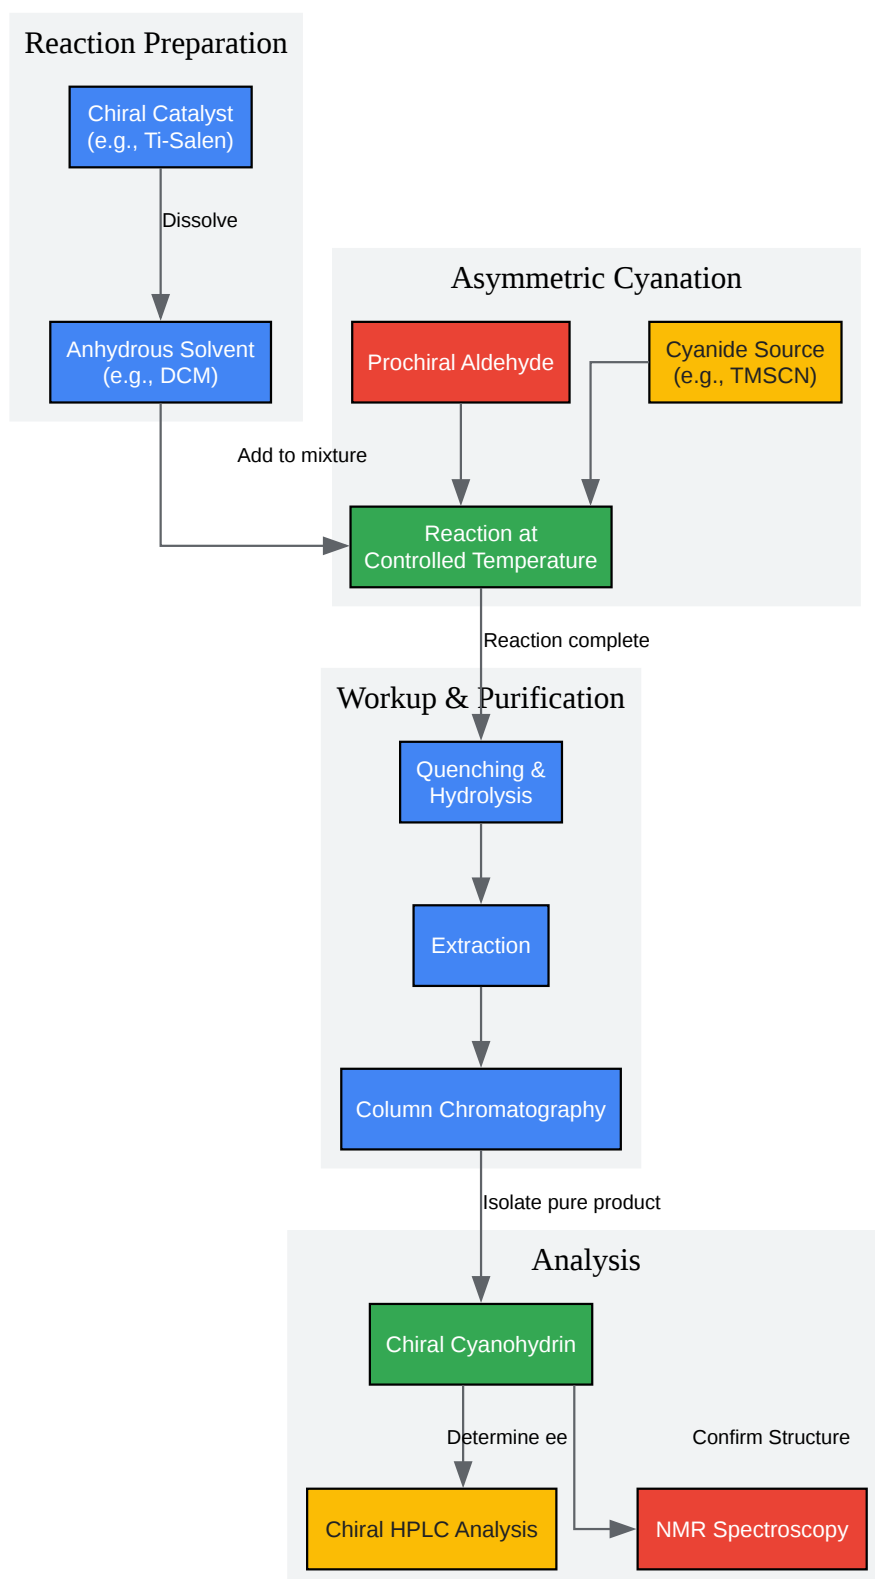 Reaction Preparation
Chiral Catalyst
(e.g., Ti-Salen)
Dissolve
Anhydrous Solvent
(e.g., DCM)
Asymmetric Cyanation
Prochiral Aldehyde
Cyanide Source
(e.g., TMSCN)
Add to mixture
Reaction at
Controlled Temperature
Reaction complete
Workup & Purification
Quenching &
Hydrolysis
Extraction
Column Chromatography
Isolate pure product
Analysis
Chiral Cyanohydrin
Determine ee
Confirm Structure
Chiral HPLC Analysis
NMR Spectroscopy